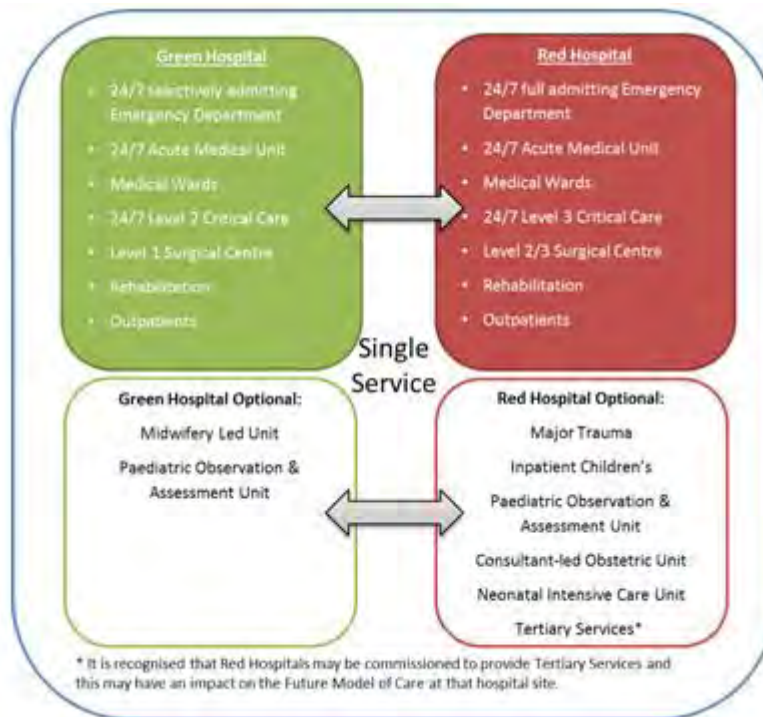 Green Hospital
• 24/7 selectively admitting
Emergency Department
• 24/7 Acute Medical Unit
• Medical Wards
• 24/7 Level 2 Critical Care
• Level 1 Surgical Centre
• Rehabilitation
• Outpatients
Red Hospital
• 24/7 full admitting Emergency
Department
• 24/7 Acute Medical Unit
• Medical Wards
• 24/7 Level 3 Critical Care
• Level 2/3 Surgical Centre
• Rehabilitation
• Outpatients
Single
Service
Green Hospital Optional:
Midwifery Led Unit
Paediatric Observation &
Assessment Unit
Red Hospital Optional:
Major Trauma
Inpatient Children's
Paediatric Observation &
Assessment Unit
Consultant-led Obstetric Unit
Neonatal Intensive Care Unit
Tertiary Services*
* It is recognised that Red Hospitals may be commissioned to provide Tertiary Services and
this may have an impact on the Future Model of Care at that hospital site.